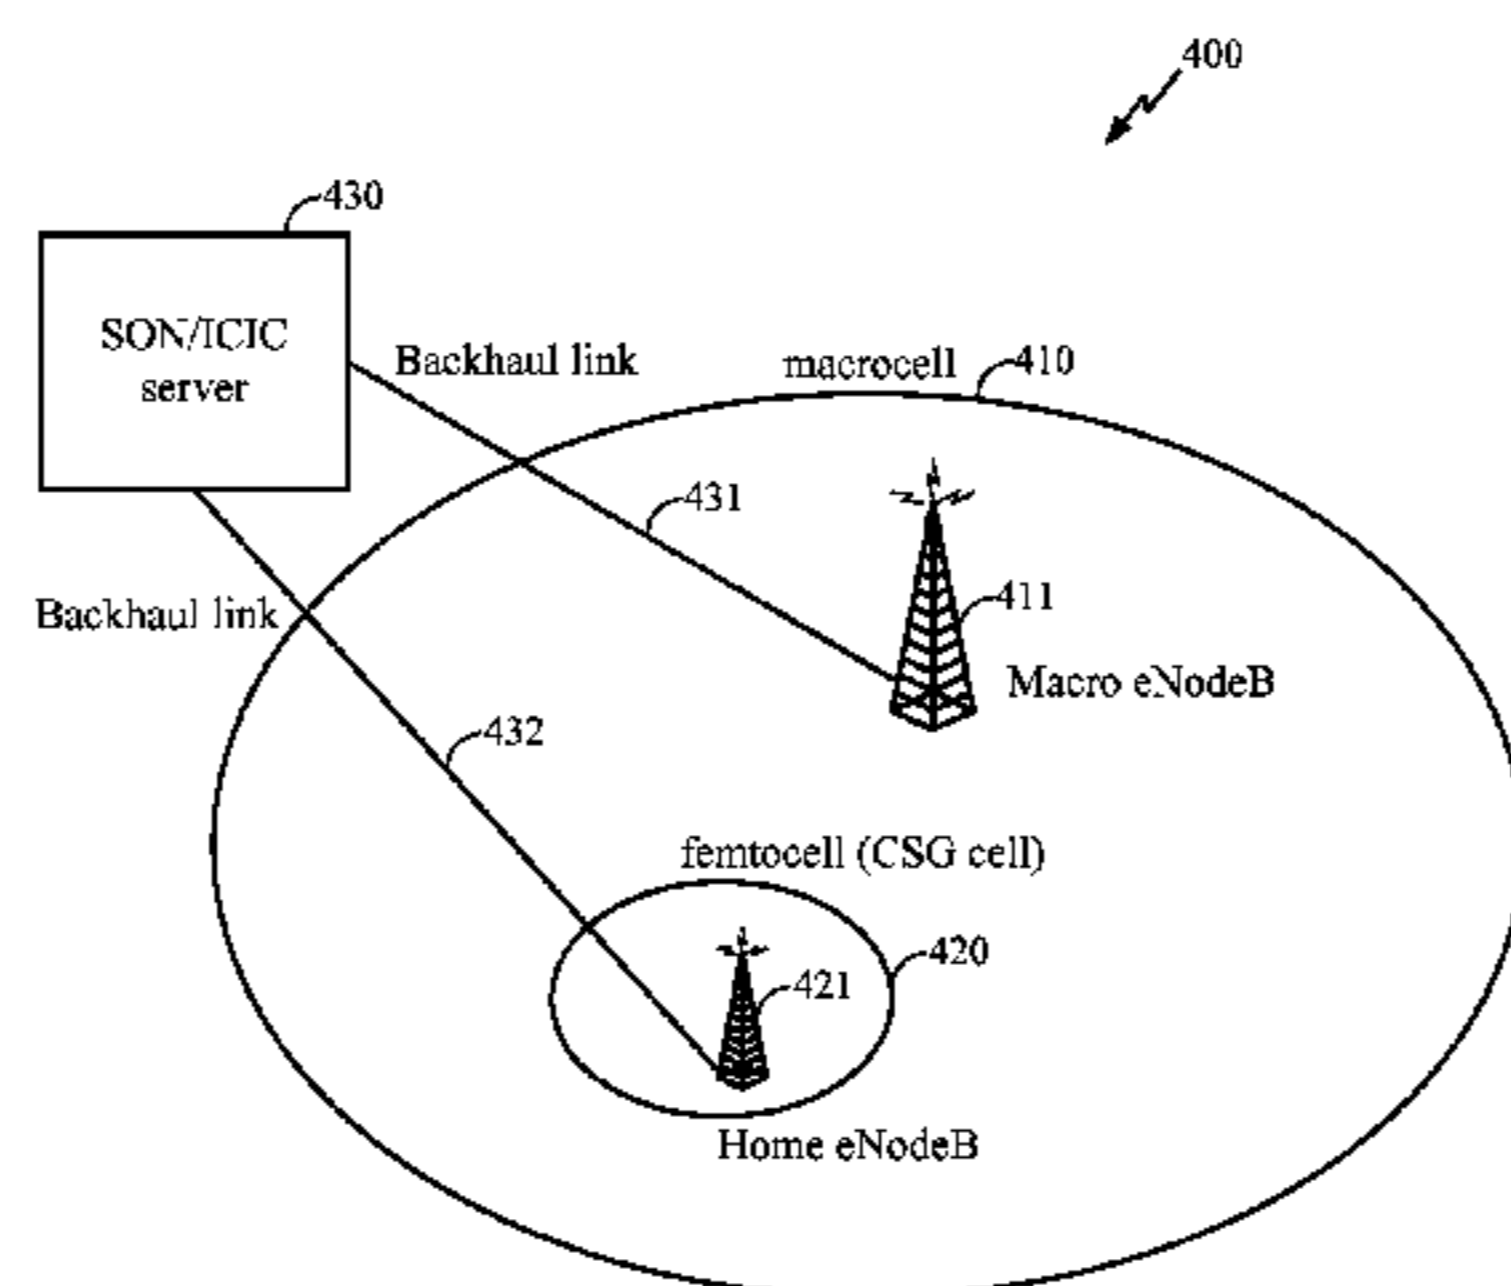 400
430
SON/ICIC
server
Backhaul link
macrocell
410
431
411
Backhaul link
Macro eNodeB
432
femtocell (CSG cell)
420
421
Home eNodeB